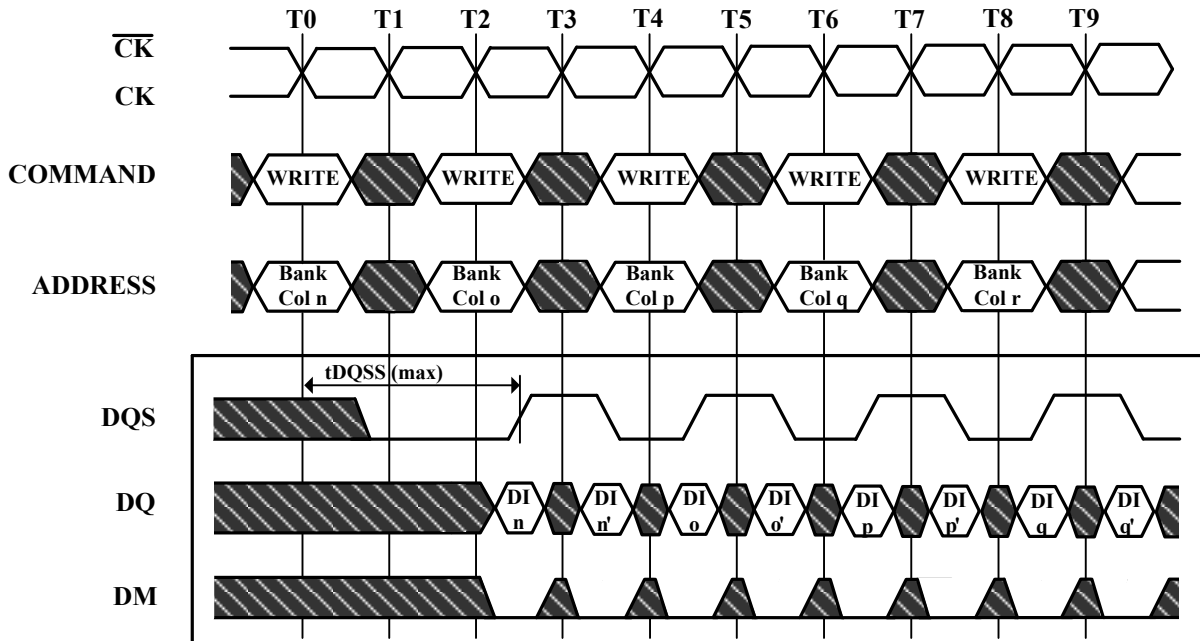 T0 T1 T2 T3 T4 T5 T6 T7 T8 T9
CK
CK
COMMAND WRITE WRITE WRITE WRITE WRITE
ADDRESS Bank Bank Bank Bank Bank
Col n Col o Col p Col q Col r
tDQSS (max)
DQS
DQ DI DI DI DI DI DI DI DI
n n' o o' p p' q q'
DM